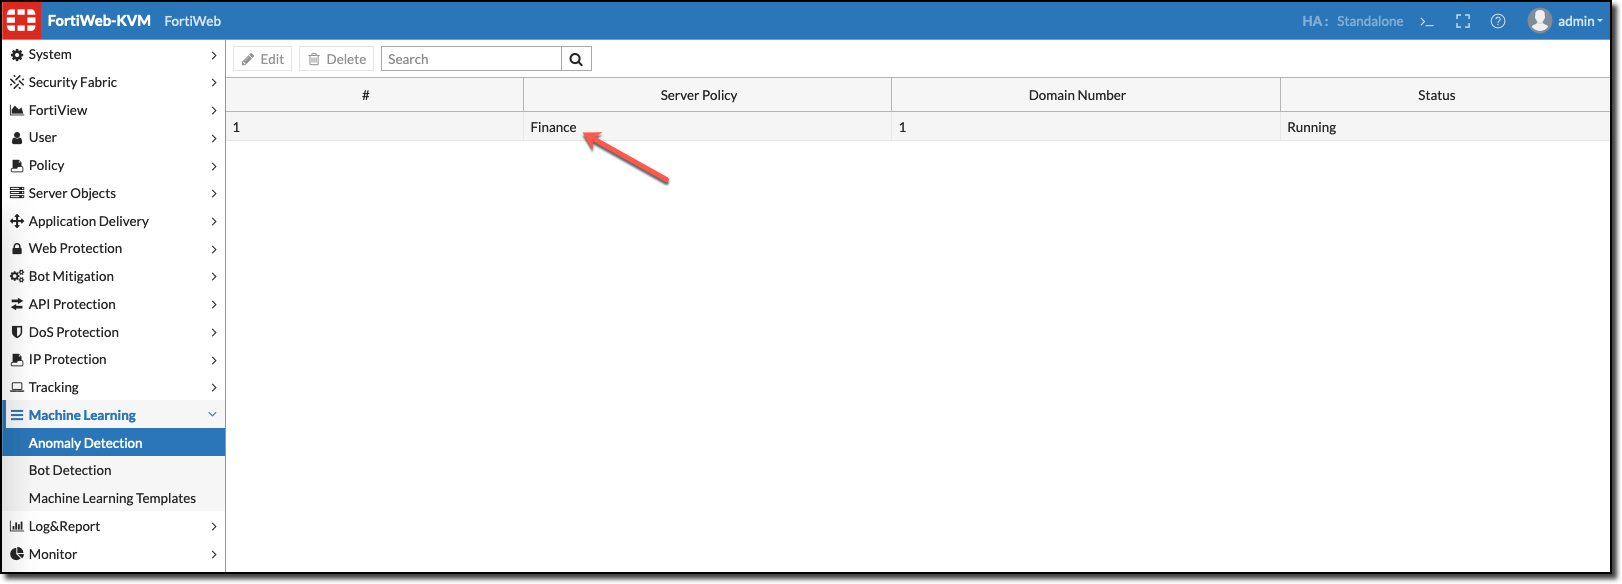 FortiWeb-KVM FortiWeb HA: Standalone >_ ? admin
System
Security Fabric
FortiView
User
Policy
Server Objects
Application Delivery
Web Protection
Bot Mitigation
API Protection
DoS Protection
IP Protection
Tracking
Machine Learning
Anomaly Detection
Bot Detection
Machine Learning Templates
Log&Report
Monitor
Edit Delete Search
# Server Policy Domain Number Status
1 Finance 1 Running